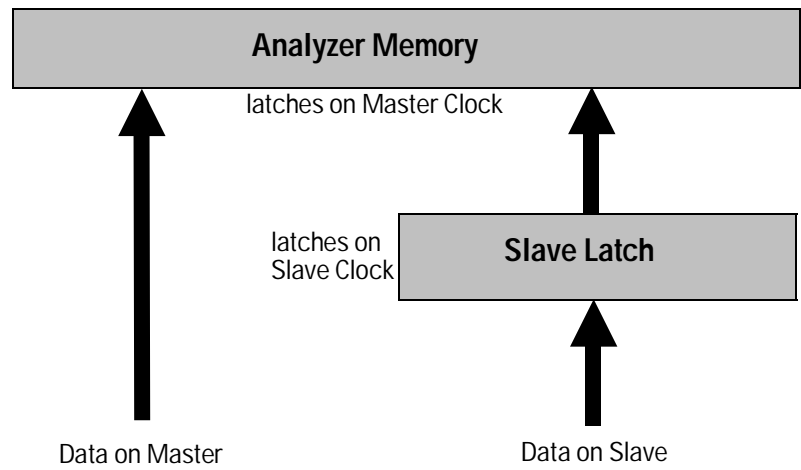 Analyzer Memory
latches on Master Clock
latches on
Slave Clock
Slave Latch
Data on Master
Data on Slave